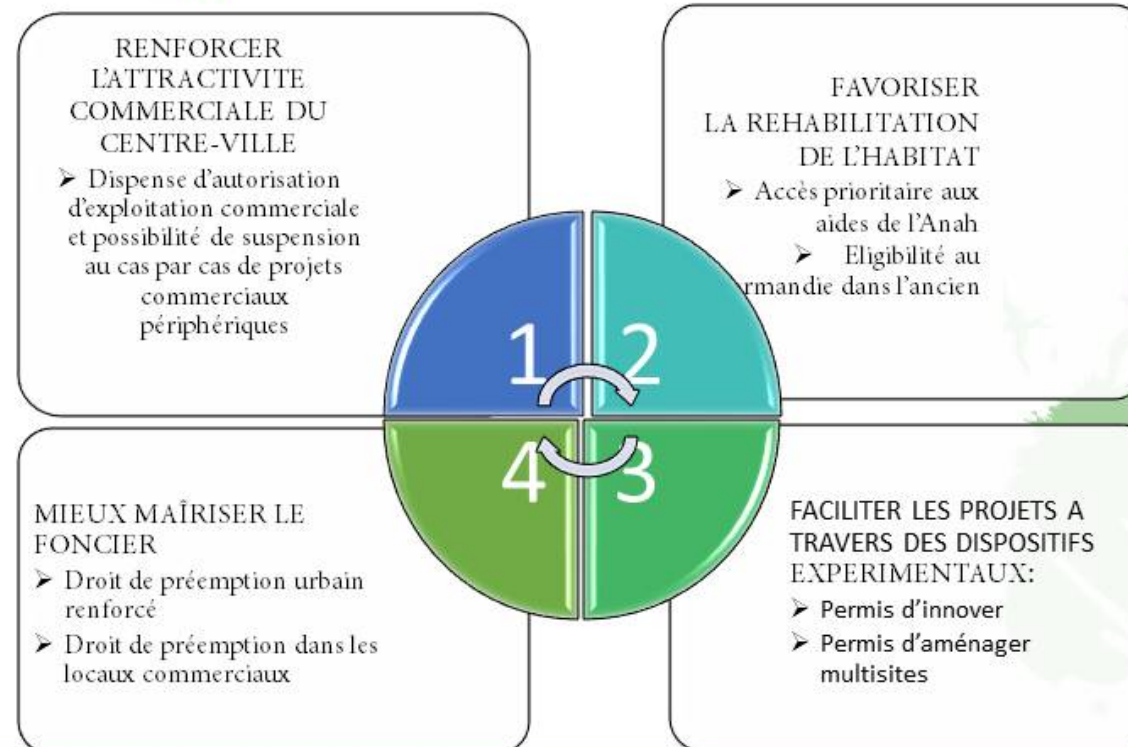 RENFORCER
L'ATTRACTIVITE
COMMERCIALE DU
CENTRE-VILLE
➢ Dispense d'autorisation
d'exploitation commerciale
et possibilité de suspension
au cas par cas de projets
commerciaux
périphériques
FAVORISER
LA REHABILITATION
DE L'HABITAT
➢ Accès prioritaire aux
aides de l'Anah
➢ Eligibilité au
rmandie dans l'ancien
1
2
4
3
MIEUX MAÎRISER LE
FONCIER
➢ Droit de préemption urbain
renforcé
➢ Droit de préemption dans les
locaux commerciaux
FACILITER LES PROJETS A
TRAVERS DES DISPOSITIFS
EXPERIMENTAUX:
➢ Permis d'innover
➢ Permis d'aménager
multisites